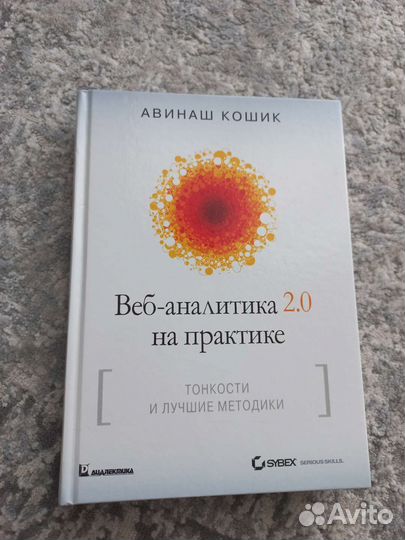 АВИНАШ КОШИК
Веб-аналитика 2.0
на практике
ТОНКОСТИ
И ЛУЧШИЕ МЕТОДИКИ
ДИАЛЕКТИКА
SYBEX SERIOUS SKILLS.
Avito